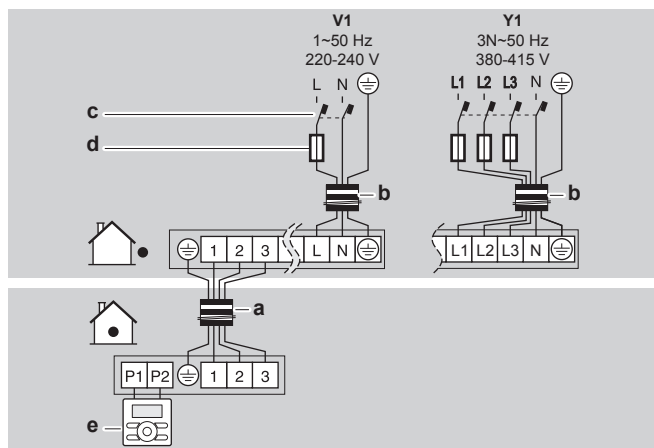 V1
1~50 Hz
220-240 V
L N
Y1
3N~50 Hz
380-415 V
L1 L2 L3 N
c
d
b
b
1 2 3 L N
L1 L2 L3 N
a
P1 P2 1 2 3
e